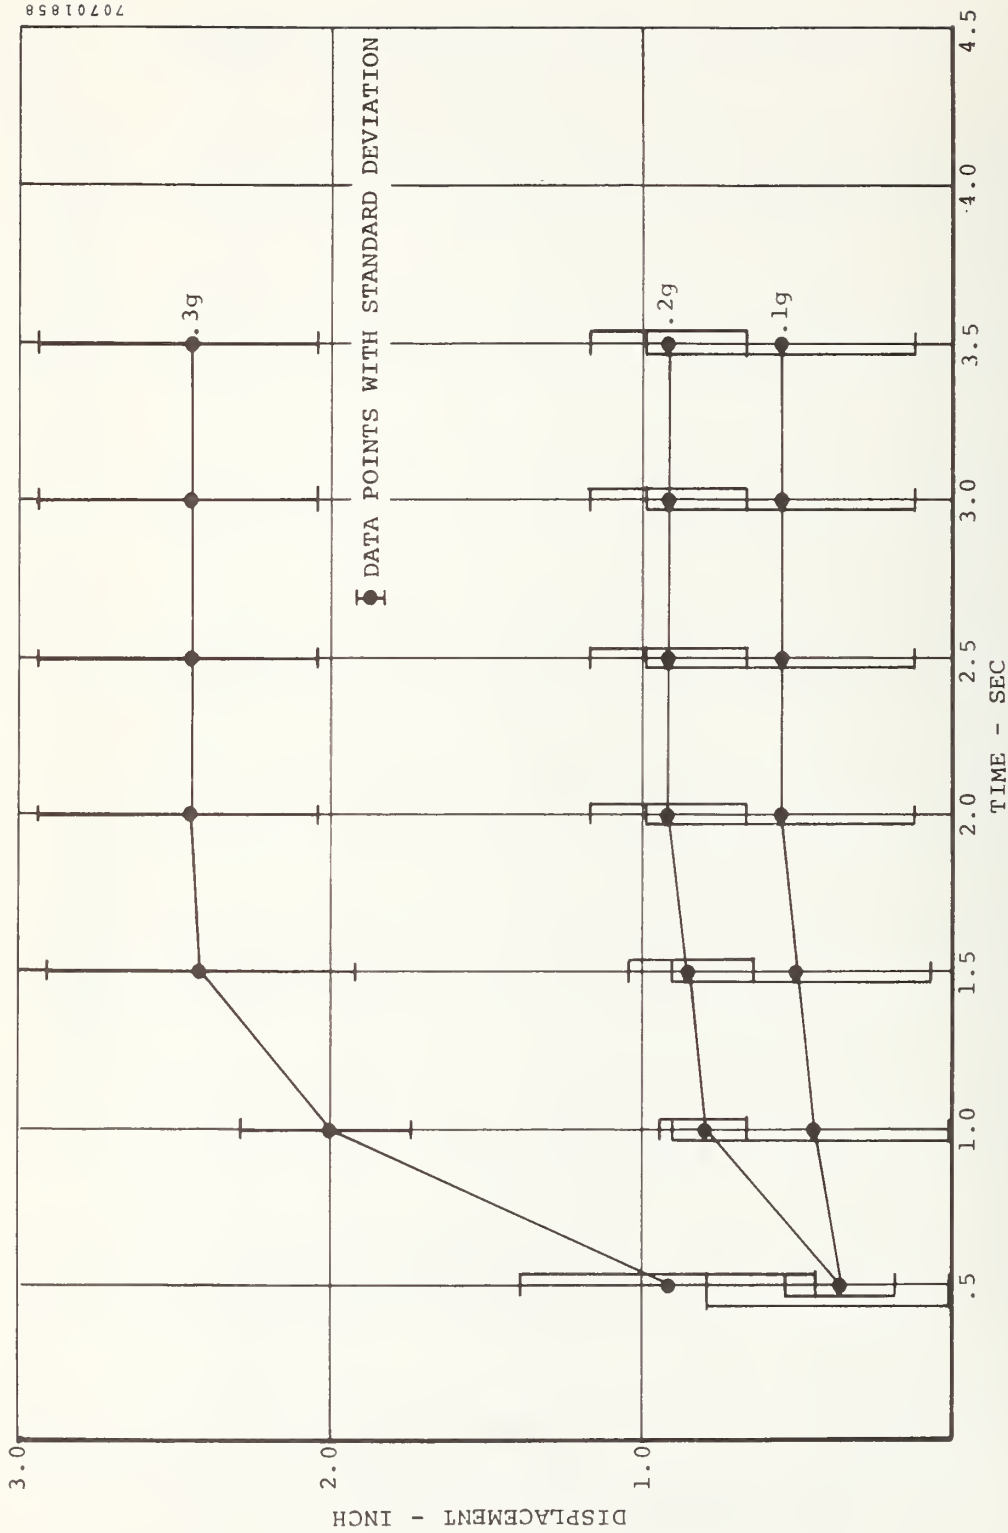 70701858
3.0
2.0
1.0
DISPLACEMENT - INCH
.3g
DATA POINTS WITH STANDARD DEVIATION
.2g
.1g
.5
1.0
1.5
2.0
2.5
3.0
3.5
4.0
4.5
TIME - SEC